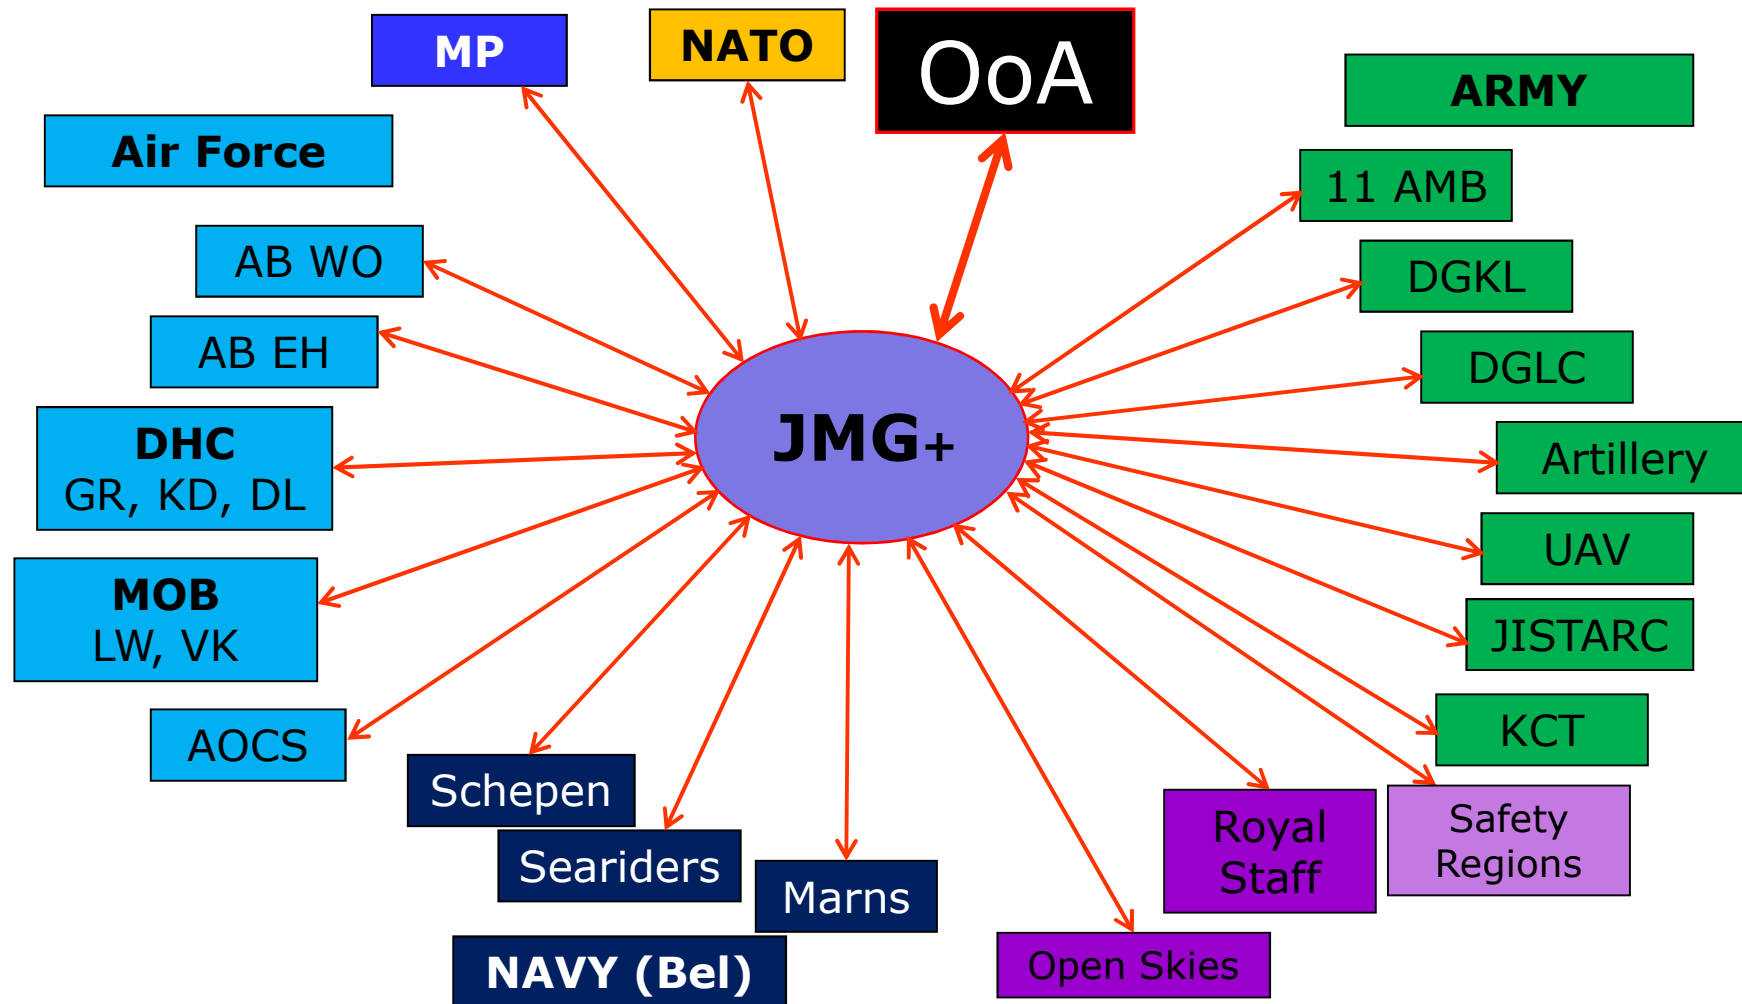 MP
NATO
OoA
ARMY
Air Force
11 AMB
AB WO
DGKL
AB EH
DGLC
DHC
GR, KD, DL
JMG+
Artillery
UAV
MOB
LW, VK
JISTARC
AOCS
KCT
Schepen
Royal
Staff
Safety
Regions
Seariders
Marns
NAVY (Bel)
Open Skies